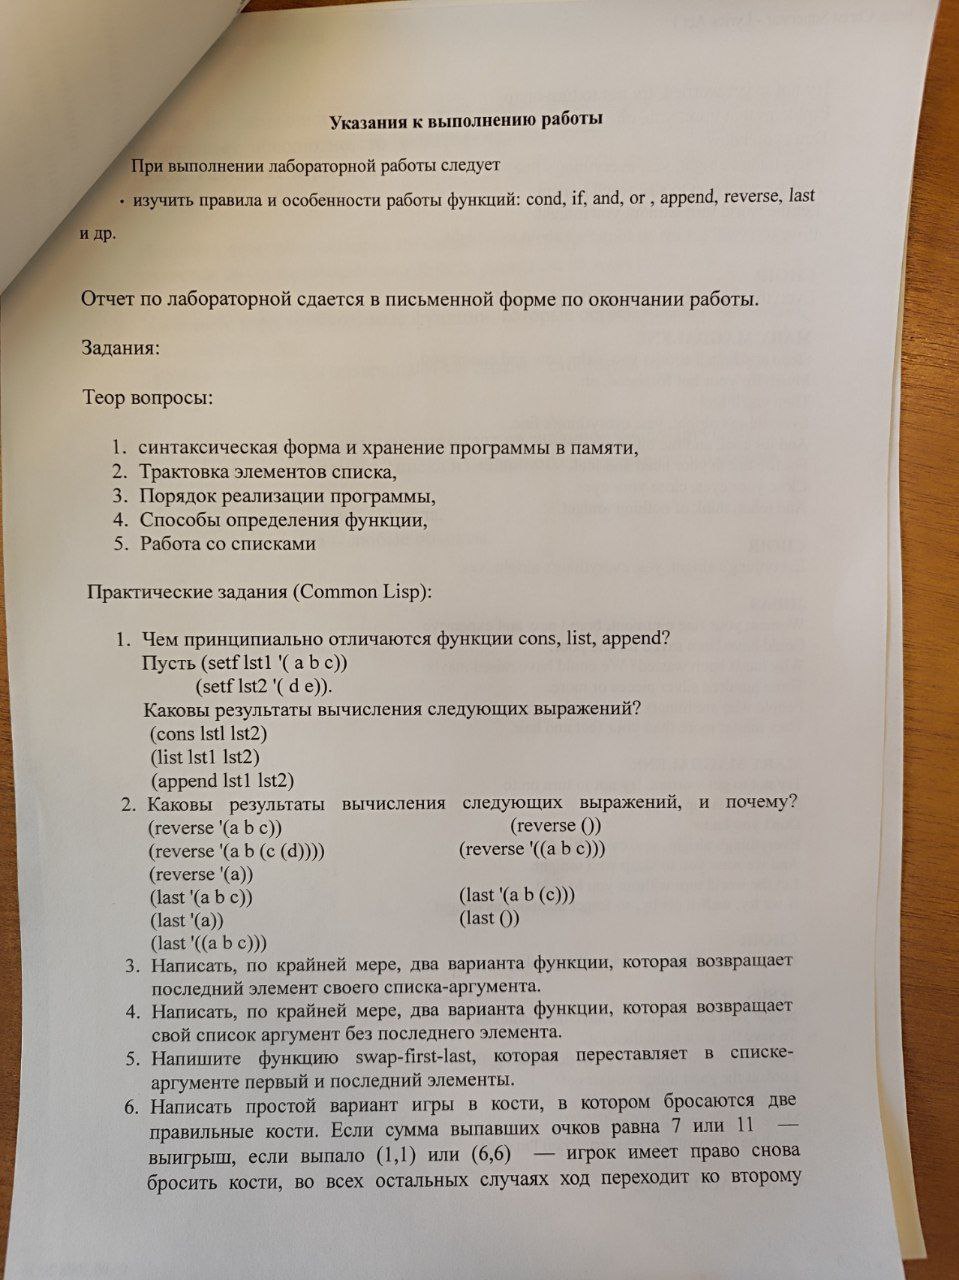 Указания к выполнению работы
При выполнении лабораторной работы следует
• изучить правила и особенности работы функций: cond, if, and, or , append, reverse, last
и др.
Отчет по лабораторной сдается в письменной форме по окончании работы.
Задания:
Теор вопросы:
1. синтаксическая форма и хранение программы в памяти,
2. Трактовка элементов списка,
3. Порядок реализации программы,
4. Способы определения функции,
5. Работа со списками
Практические задания (Common Lisp):
1. Чем принципиально отличаются функции cons, list, append?
Пусть (setf lst1 '( a b c))
(setf lst2 '( d e)).
Каковы результаты вычисления следующих выражений?
(cons lstl lst2)
(list lst1 lst2)
(append lst1 lst2)
2. Каковы результаты вычисления следующих выражений, и почему?
(reverse '(a b c)) (reverse ())
(reverse '(a b (c (d)))) (reverse '((a b c)))
(reverse '(a))
(last '(a b c)) (last '(a b (c)))
(last '(a)) (last ())
(last '((a b c)))
3. Написать, по крайней мере, два варианта функции, которая возвращает
последний элемент своего списка-аргумента.
4. Написать, по крайней мере, два варианта функции, которая возвращает
свой список аргумент без последнего элемента.
5. Напишите функцию swap-first-last, которая переставляет в списке-
аргументе первый и последний элементы.
6. Написать простой вариант игры в кости, в котором бросаются две
правильные кости. Если сумма выпавших очков равна 7 или 11 —
выигрыш, если выпало (1,1) или (6,6) — игрок имеет право снова
бросить кости, во всех остальных случаях ход переходит ко второму